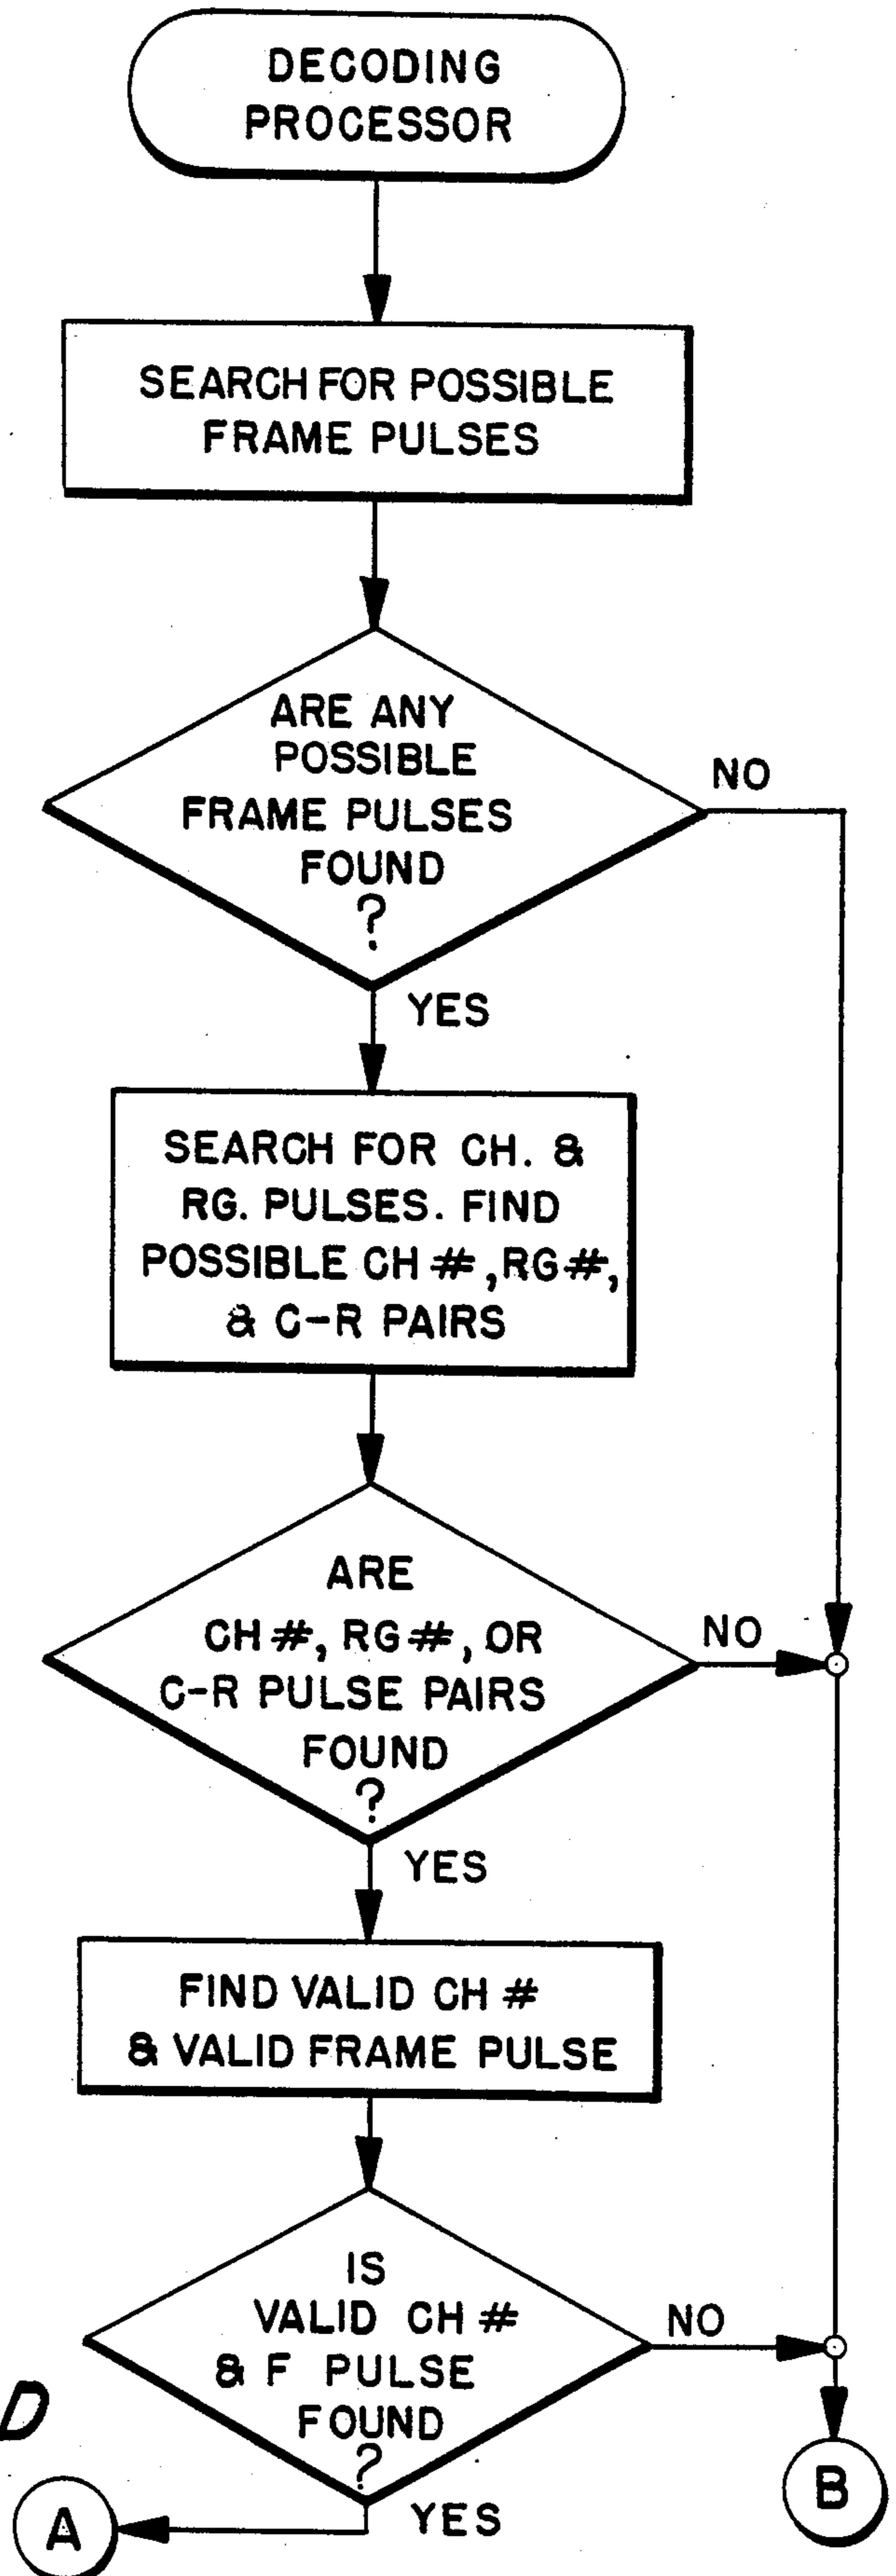 DECODING
PROCESSOR
SEARCH FOR POSSIBLE
FRAME PULSES
ARE ANY
POSSIBLE
FRAME PULSES
FOUND
?
NO
YES
SEARCH FOR CH. &
RG. PULSES. FIND
POSSIBLE CH #, RG #,
& C-R PAIRS
ARE
CH #, RG #, OR
C-R PULSE PAIRS
FOUND
?
NO
YES
FIND VALID CH #
& VALID FRAME PULSE
IS
VALID CH #
& F PULSE
FOUND
?
NO
YES
D
A
B